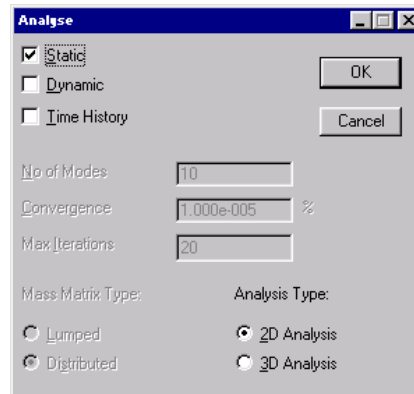 Analyse
Static
OK
Dynamic
Time History
Cancel
No of Modes 10
Convergence 1.000e-005 %
Max Iterations 20
Mass Matrix Type: Analysis Type:
Lumped 2D Analysis
Distributed 3D Analysis